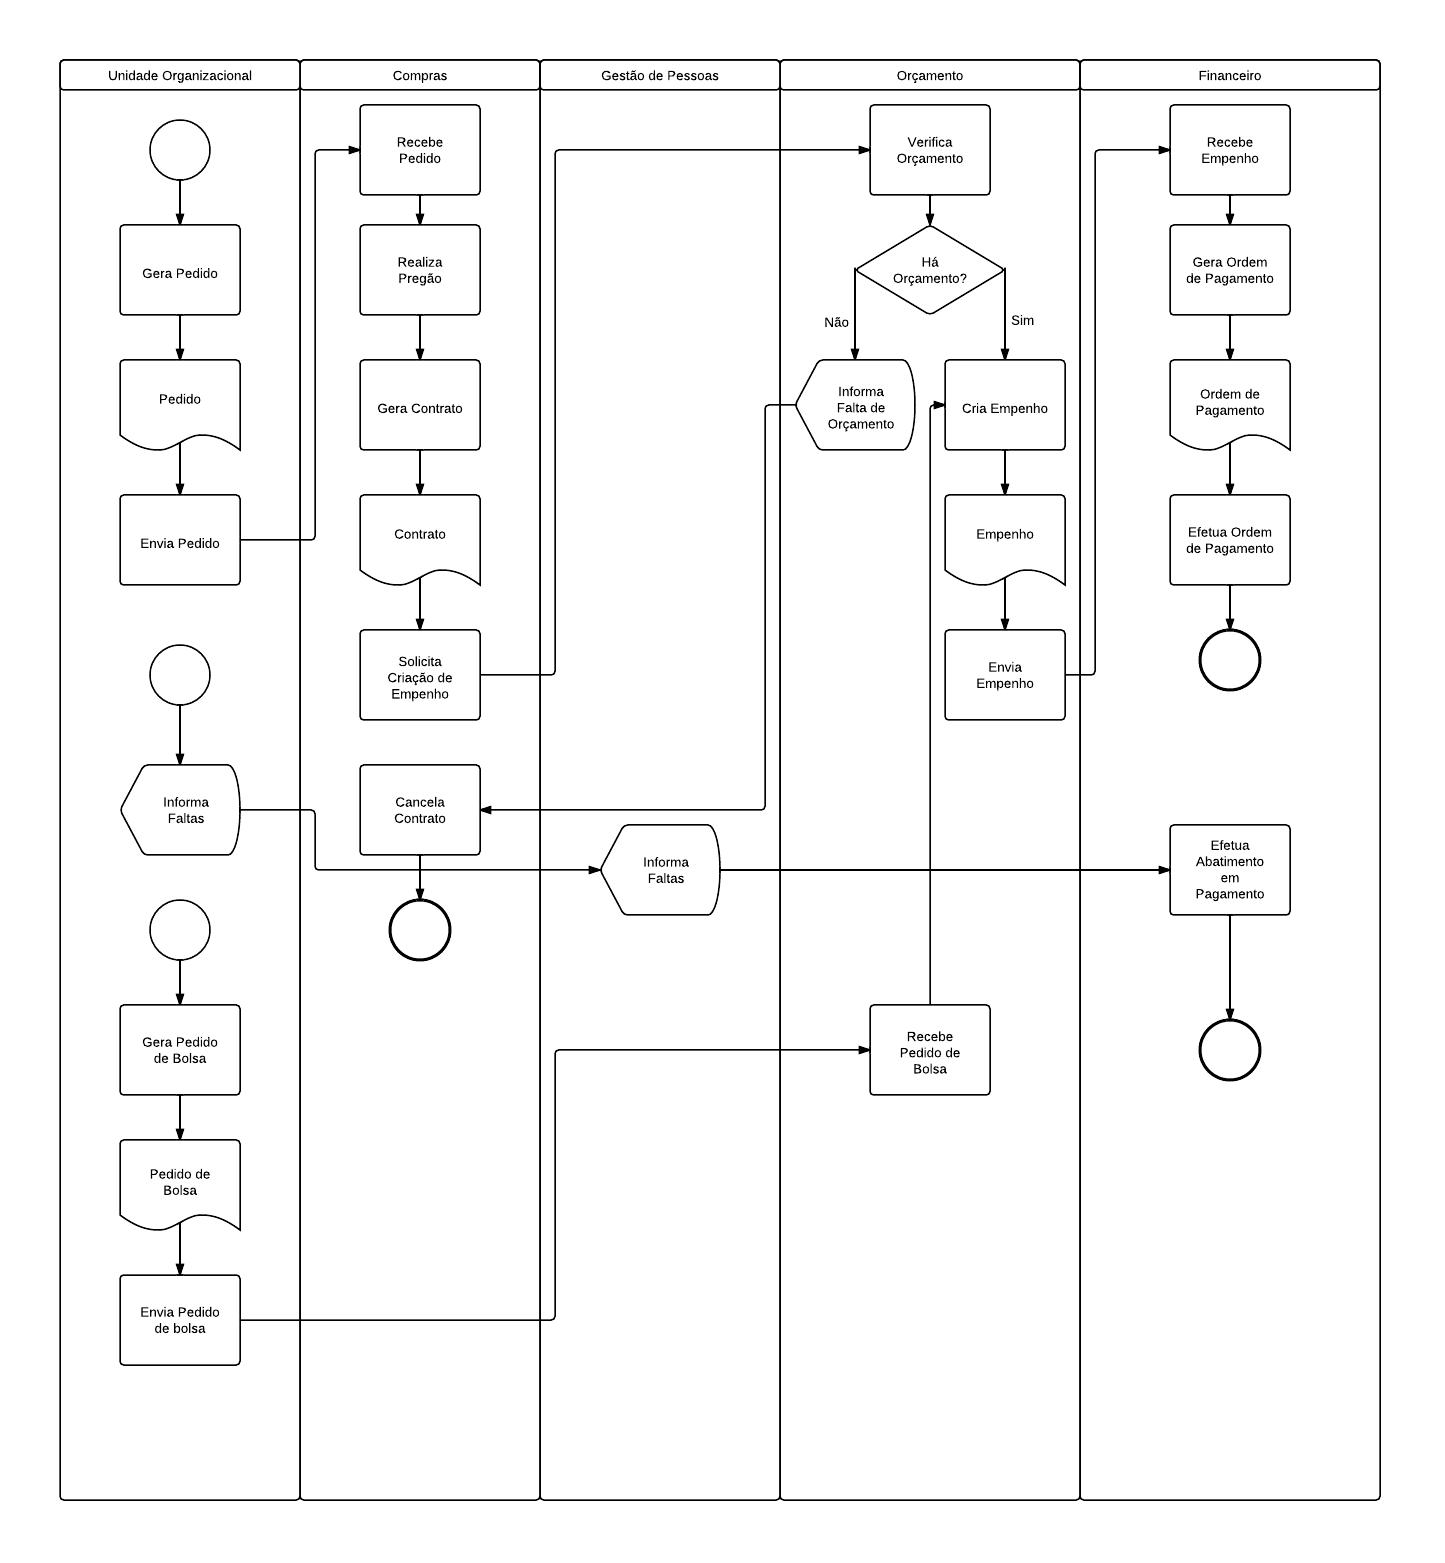 Unidade Organizacional
Compras
Gestão de Pessoas
Orçamento
Financeiro
Gera Pedido
Pedido
Envia Pedido
Informa
Faltas
Gera Pedido
de Bolsa
Pedido de
Bolsa
Envia Pedido
de bolsa
Recebe
Pedido
Realiza
Pregão
Gera Contrato
Contrato
Solicita
Criação de
Empenho
Cancela
Contrato
Informa
Faltas
Verifica
Orçamento
Há
Orçamento?
Não
Sim
Informa
Falta de
Orçamento
Cria Empenho
Empenho
Envia
Empenho
Recebe
Pedido de
Bolsa
Recebe
Empenho
Gera Ordem
de Pagamento
Ordem de
Pagamento
Efetua Ordem
de Pagamento
Efetua
Abatimento
em
Pagamento